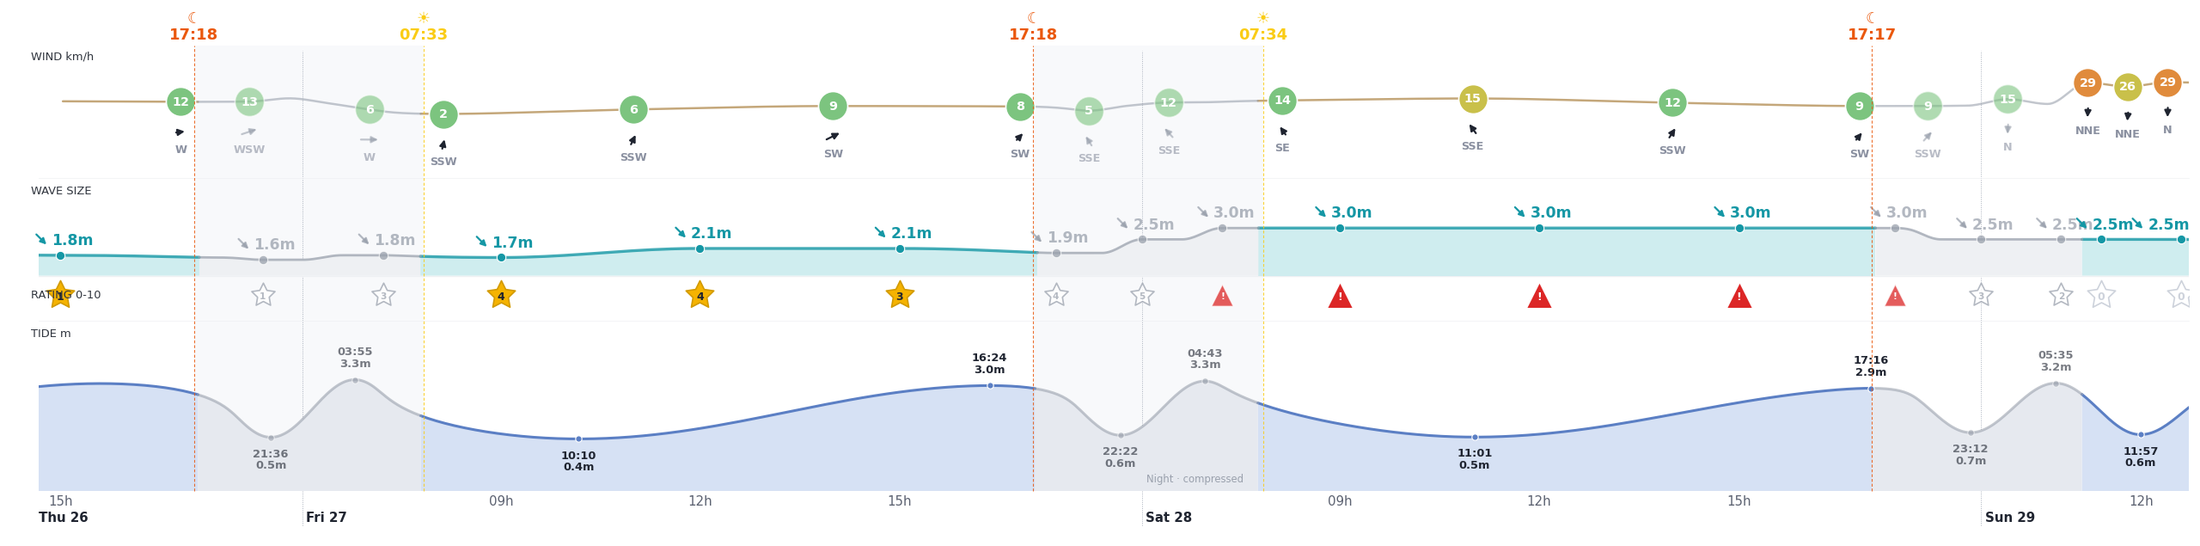 17:18 07:33 17:18 07:34 17:17
WIND km/h
12 13 6 2 6 9 8 5 12 14 15 12 9 9 15 29 26 29
W WSW W SSW SSW SW SW SSE SSE SE SSE SSW SW SSW N NNE NNE N
WAVE SIZE
1.8m 1.6m 1.8m 1.7m 2.1m 2.1m 1.9m 2.5m 3.0m 3.0m 3.0m 3.0m 3.0m 2.5m 2.5m 2.5m 2.5m
RATING 0-10
1 1 3 4 4 3 4 5 ! ! ! ! ! 3 2 0 0
TIDE m
03:55 16:24 04:43 17:16 05:35
3.3m 3.0m 3.3m 2.9m 3.2m
21:36 10:10 22:22 11:01 23:12 11:57
0.5m 0.4m 0.6m 0.5m 0.7m 0.6m
Night · compressed
15h 09h 12h 15h 09h 12h 15h 12h
Thu 26 Fri 27 Sat 28 Sun 29